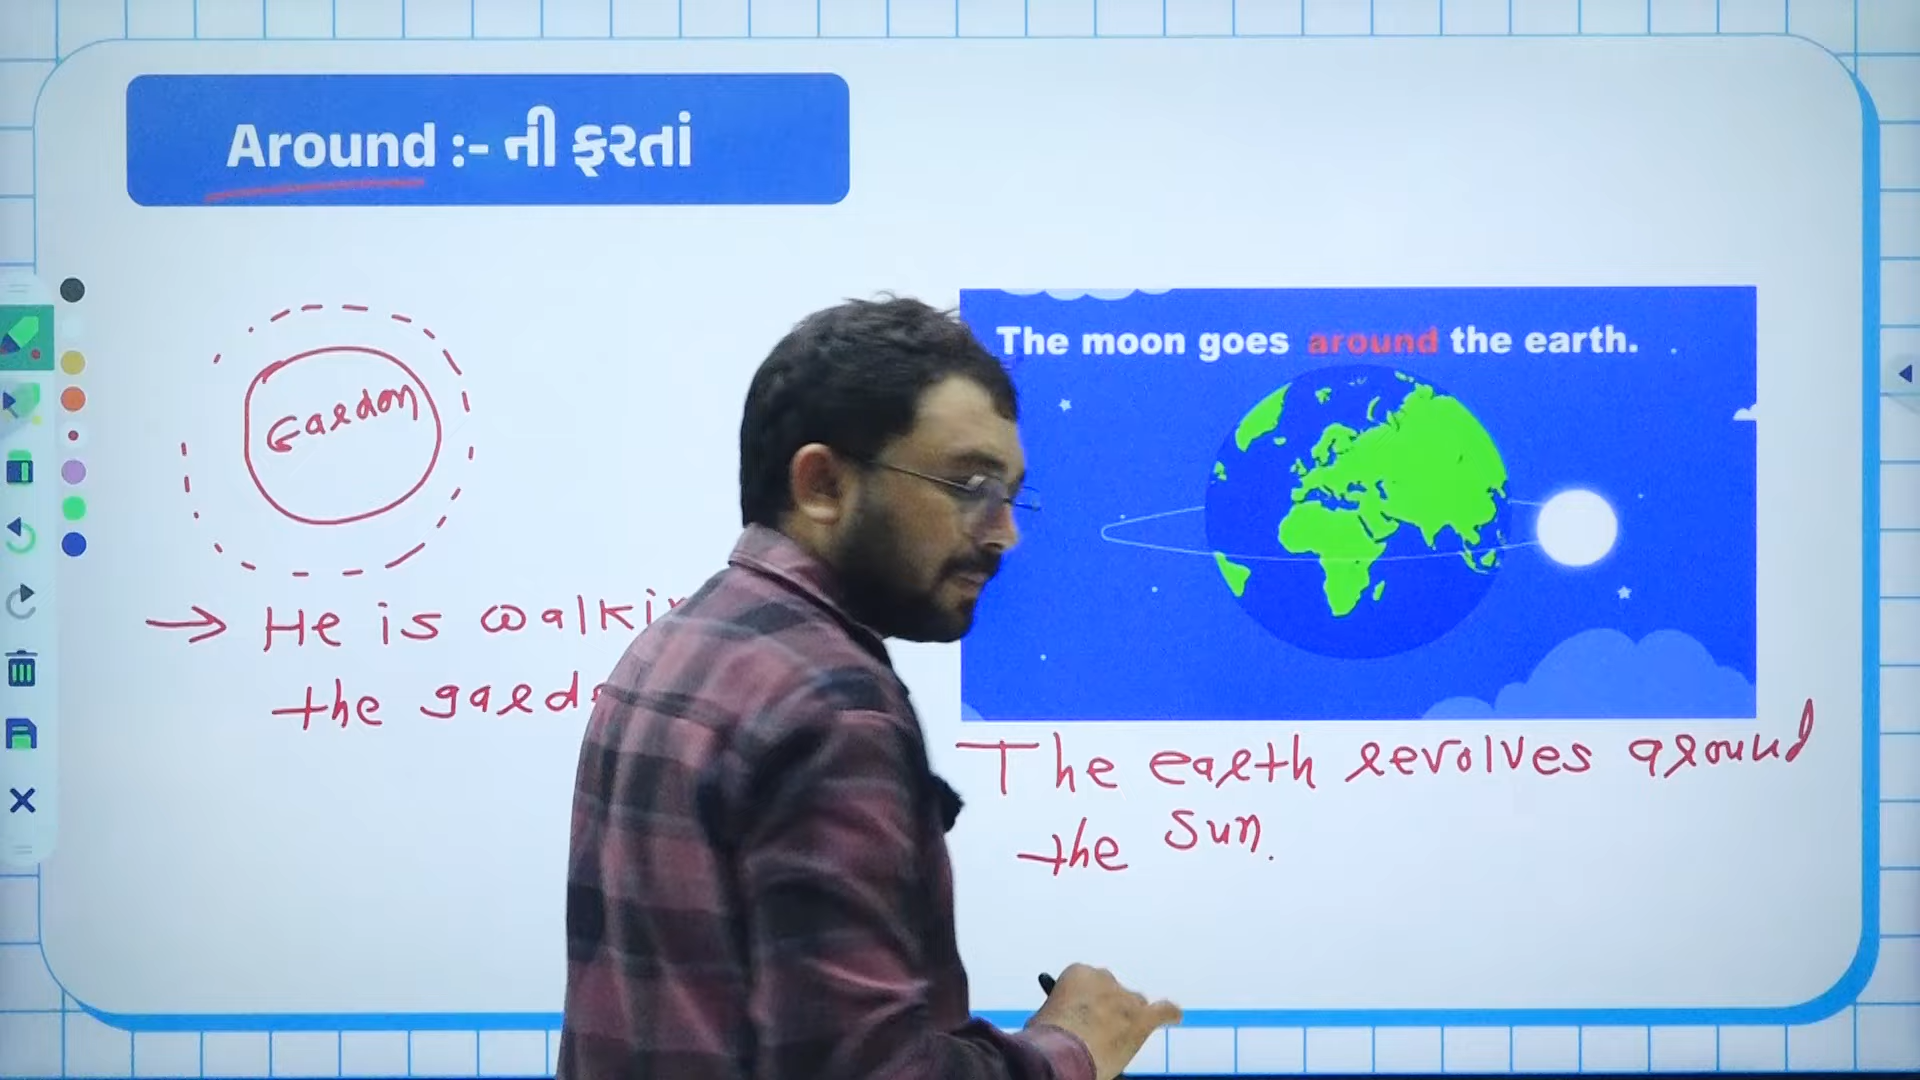 Around :- ની ફરતાં
Garden
He is walkin
the gard
The moon goes around the earth.
The earth revolves around
the sun.